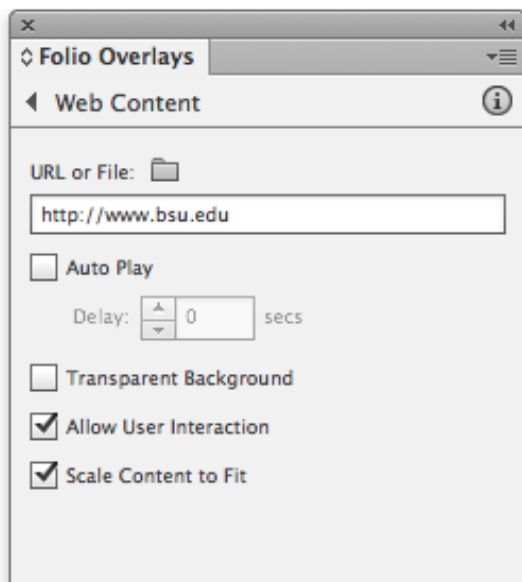 Folio Overlays
Web Content
URL or File:
http://www.bsu.edu
Auto Play
Delay: 0 secs
Transparent Background
Allow User Interaction
Scale Content to Fit